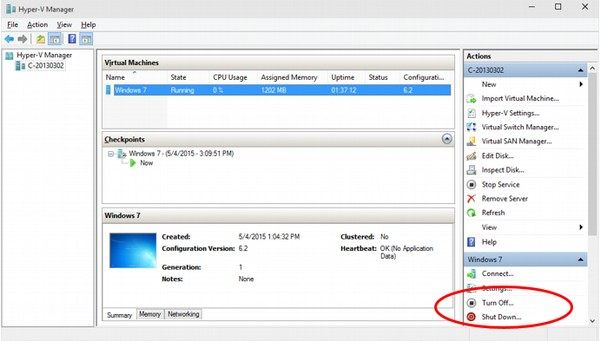 Hyper-V Manager
File Action View Help
Hyper-V Manager
C-20130302
Virtual Machines
Name State CPU Usage Assigned Memory Uptime Status Configurati...
Windows 7 Running 0 % 1202 MB 01:37:12 6.2
Checkpoints
Windows 7 - (5/4/2015 - 3:09:51 PM)
Now
Windows 7
Created: 5/4/2015 1:04:32 PM Clustered: No
Configuration Version: 6.2 Heartbeat: OK (No Application Data)
Generation: 1
Notes: None
Summary Memory Networking
Actions
C-20130302
New
Import Virtual Machine...
Hyper-V Settings...
Virtual Switch Manager...
Virtual SAN Manager...
Edit Disk...
Inspect Disk...
Stop Service
Remove Server
Refresh
View
Help
Windows 7
Connect...
Settings...
Turn Off...
Shut Down...